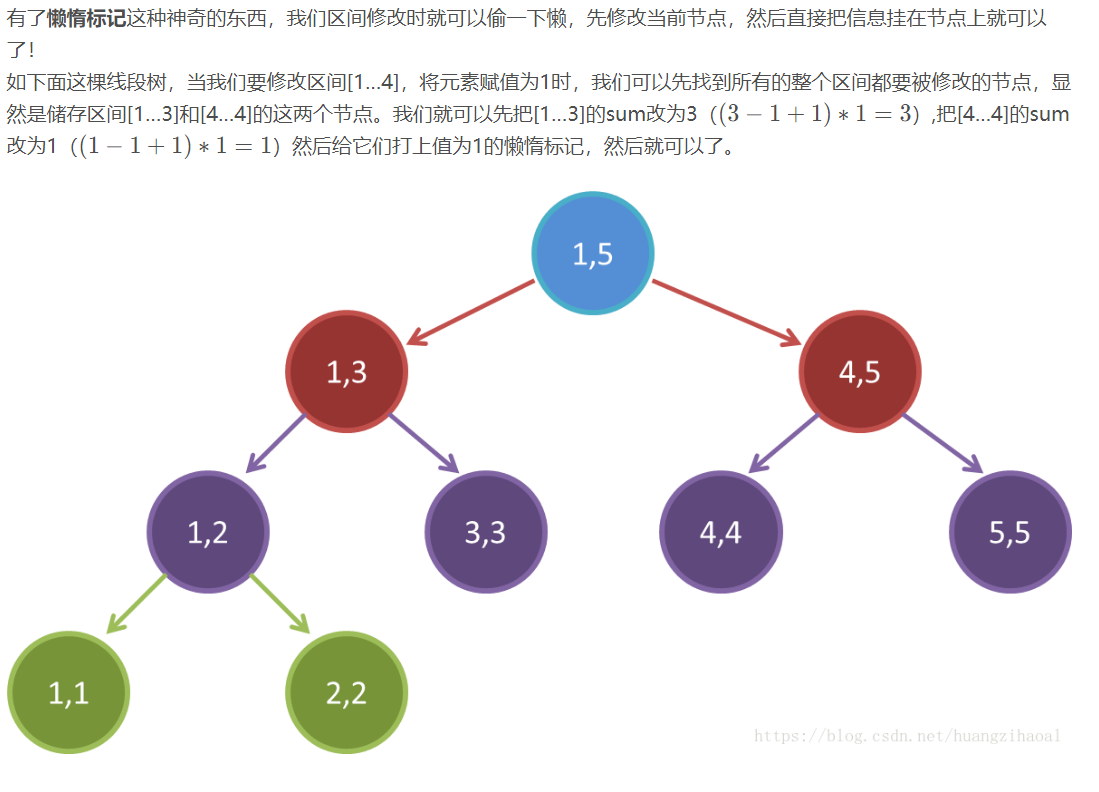 有了懒惰标记这种神奇的东西，我们区间修改时就可以偷一下懒，先修改当前节点，然后直接把信息挂在节点上就可以
了！
如下面这棵线段树，当我们要修改区间[1…4]，将元素赋值为1时，我们可以先找到所有的整个区间都要被修改的节点，显
然是储存区间[1…3]和[4…4]的这两个节点。我们就可以先把[1…3]的sum改为3（(3 − 1 + 1) ∗ 1 = 3）,把[4…4]的sum
改为1（(1 − 1 + 1) ∗ 1 = 1）然后给它们打上值为1的懒惰标记，然后就可以了。
1,5
1,3
4,5
1,2
3,3
4,4
5,5
1,1
2,2
https://blog.csdn.net/huangzihaoal